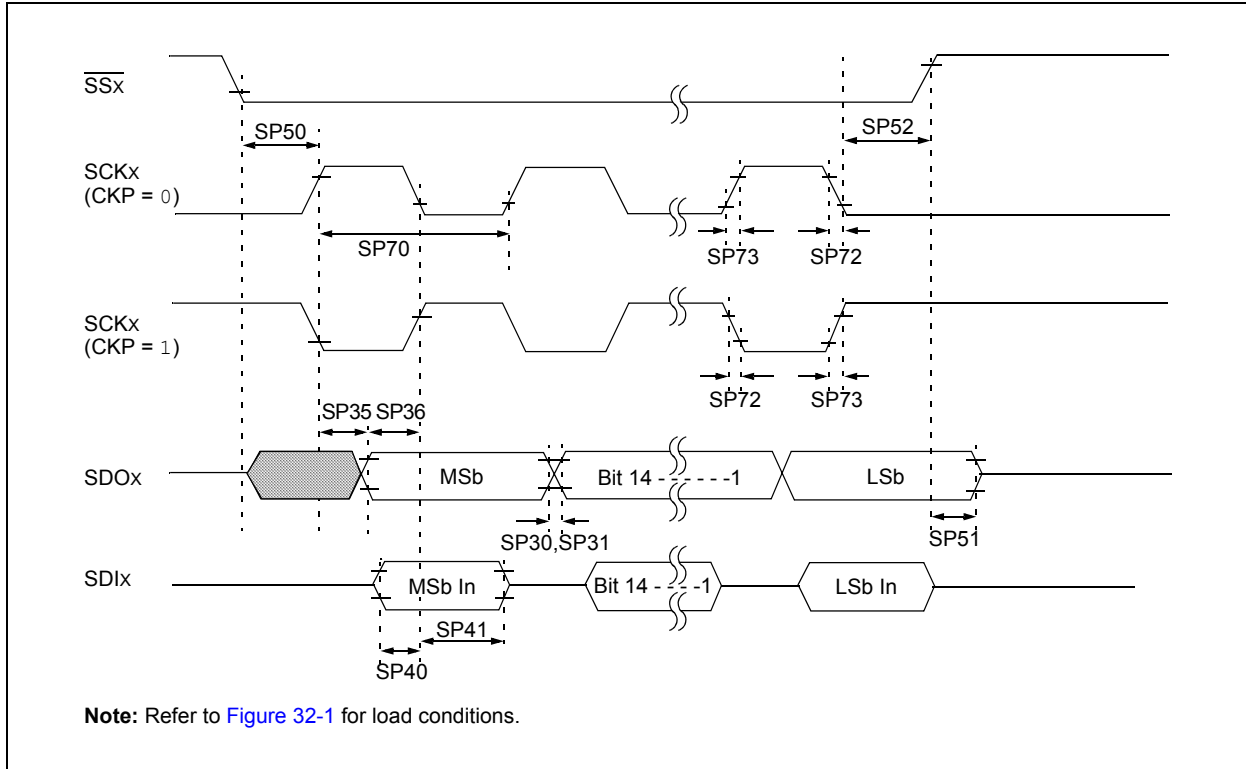 SSx
SP50
SP52
SCKx
(CKP = 0)
SP70
SP73
SP72
SCKx
(CKP = 1)
SP72
SP73
SP35
SP36
SDOx
MSb
Bit 14 - - - - - -1
LSb
SP30,SP31
SP51
SDIx
MSb In
Bit 14 - - - -1
LSb In
SP41
SP40
Note: Refer to Figure 32-1 for load conditions.